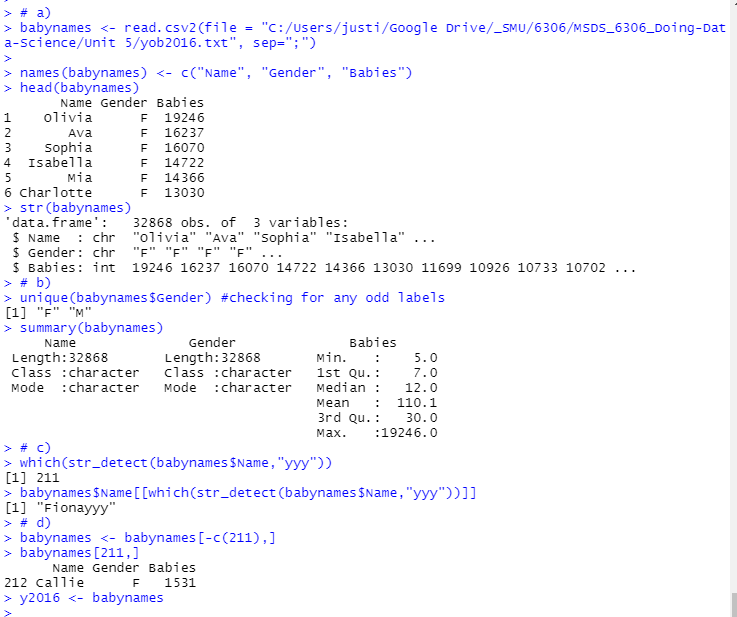 > # a)
> babynames <- read.csv2(file = "C:/Users/justi/Google Drive/_SMU/6306/MSDS_6306_Doing-Dat
a-Science/Unit 5/yob2016.txt", sep=";")
>
> names(babynames) <- c("Name", "Gender", "Babies")
> head(babynames)
       Name Gender Babies
1    Olivia      F  19246
2       Ava      F  16237
3    Sophia      F  16070
4  Isabella      F  14722
5       Mia      F  14366
6 Charlotte      F  13030
> str(babynames)
'data.frame':   32868 obs. of  3 variables:
 $ Name  : chr  "Olivia" "Ava" "Sophia" "Isabella" ...
 $ Gender: chr  "F" "F" "F" "F" ...
 $ Babies: int  19246 16237 16070 14722 14366 13030 11699 10926 10733 10702 ...
> # b)
> unique(babynames$Gender) #checking for any odd labels
[1] "F" "M"
> summary(babynames)
     Name              Gender              Babies
 Length:32868       Length:32868       Min.   :    5.0
 Class :character   Class :character   1st Qu.:    7.0
 Mode  :character   Mode  :character   Median :   12.0
                                       Mean   :  110.1
                                       3rd Qu.:   30.0
                                       Max.   :19246.0
> # c)
> which(str_detect(babynames$Name,"yyy"))
[1] 211
> babynames$Name[[which(str_detect(babynames$Name,"yyy"))]]
[1] "Fionayyy"
> # d)
> babynames <- babynames[-c(211),]
> babynames[211,]
      Name Gender Babies
212 Callie      F   1531
> y2016 <- babynames
>